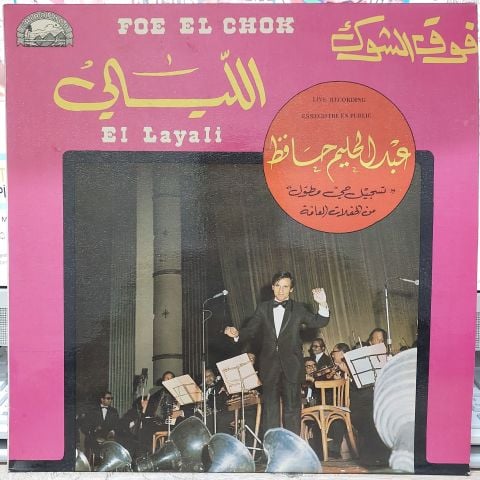 FOE EL CHOK
فوق الشوك
الليالي
El Layali
LIVE RECORDING
ENREGISTRE EN PUBLIC
عبد الحليم حافظ
"تسجيل حي مطول"
من الحفلات العامة